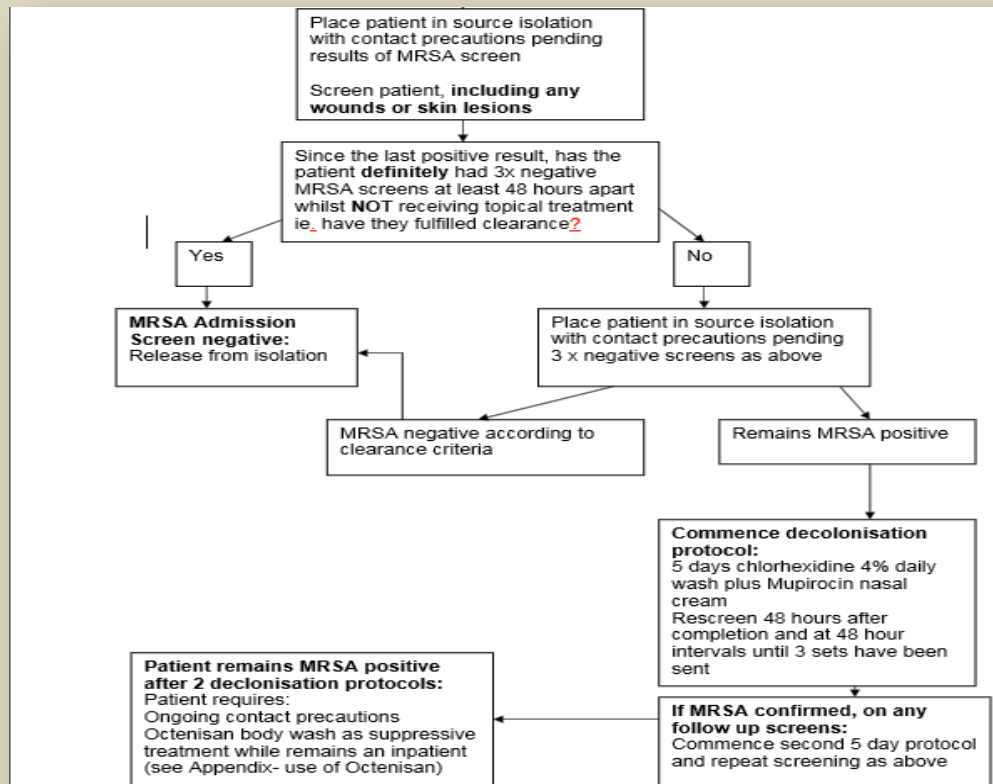 Place patient in source isolation
with contact precautions pending
results of MRSA screen
Screen patient, including any
wounds or skin lesions
Since the last positive result, has the
patient definitely had 3x negative
MRSA screens at least 48 hours apart
whilst NOT receiving topical treatment
ie. have they fulfilled clearance?
Yes
No
MRSA Admission
Screen negative:
Release from isolation
Place patient in source isolation
with contact precautions pending
3 x negative screens as above
MRSA negative according to
clearance criteria
Remains MRSA positive
Commence decolonisation
protocol:
5 days chlorhexidine 4% daily
wash plus Mupirocin nasal
cream
Rescreen 48 hours after
completion and at 48 hour
intervals until 3 sets have been
sent
Patient remains MRSA positive
after 2 declonisation protocols:
Patient requires:
Ongoing contact precautions
Octenisan body wash as suppressive
treatment while remains an inpatient
(see Appendix- use of Octenisan)
If MRSA confirmed, on any
follow up screens:
Commence second 5 day protocol
and repeat screening as above